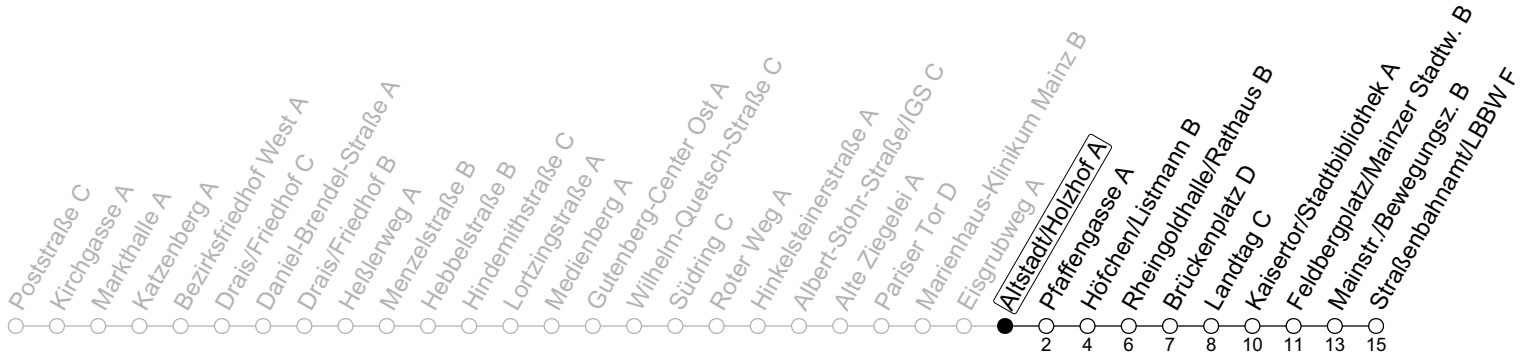 Poststraße C
Kirchgasse A
Markthalle A
Katzenberg A
Bezirksfriedhof West A
Drais/Friedhof C
Daniel-Brendel-Straße A
Drais/Friedhof B
Heßlerweg A
Menzelstraße B
Hebbelstraße B
Hindemithstraße C
Lortzingstraße A
Medienberg A
Gutenberg-Center Ost A
Wilhelm-Quetsch-Straße C
Südring C
Roter Weg A
Hinkelsteinerstraße A
Albert-Stohr-Straße/IGS C
Alte Ziegelei A
Pariser Tor D
Marienhaus-Klinikum Mainz B
Eisgrubweg A
Altstadt/Holzhof A
Pfaffengasse A
Höfchen/Listmann B
Rheingoldhalle/Rathaus B
Brückenplatz D
Landtag C
Kaisertor/Stadtbibliothek A
Feldbergplatz/Mainzer Stadtw. B
Mainstr./Bewegungsz. B
Straßenbahnamt/LBBW F
2 4 6 7 8 10 11 13 15